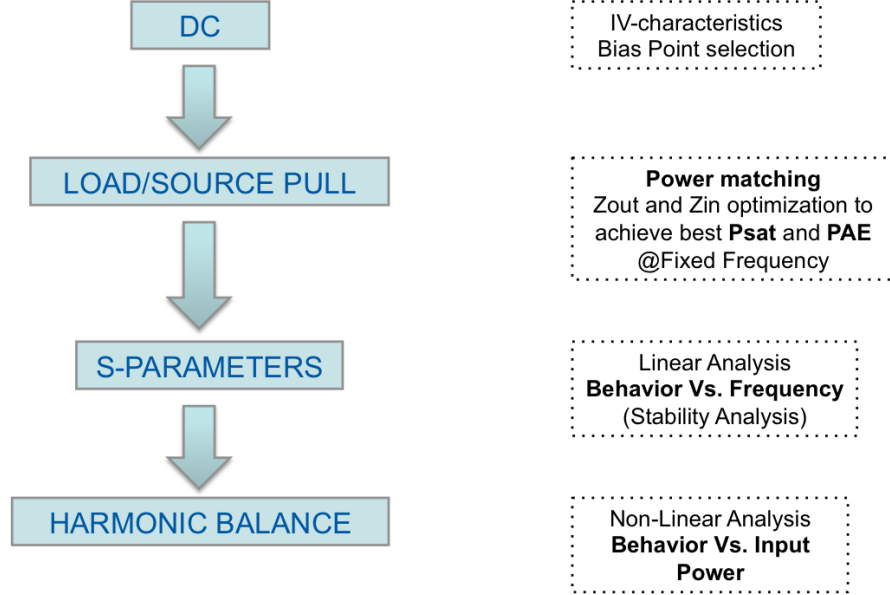 DC
IV-characteristics
Bias Point selection
LOAD/SOURCE PULL
Power matching
Zout and Zin optimization to
achieve best Psat and PAE
@Fixed Frequency
S-PARAMETERS
Linear Analysis
Behavior Vs. Frequency
(Stability Analysis)
HARMONIC BALANCE
Non-Linear Analysis
Behavior Vs. Input
Power